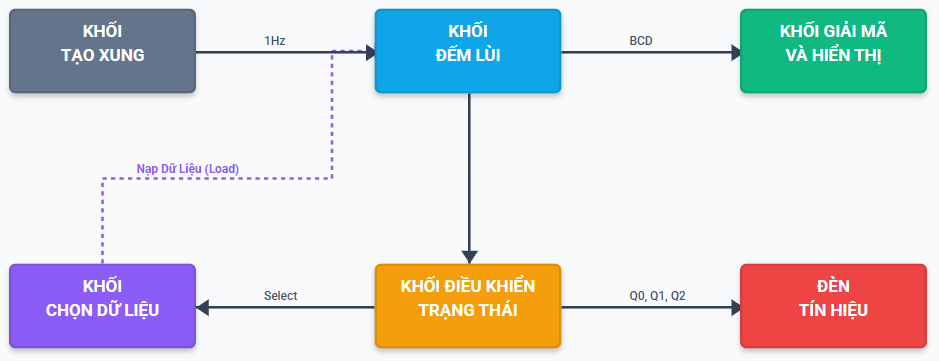 KHỐI
TẠO XUNG
1Hz
KHỐI
ĐẾM LÙI
BCD
KHỐI GIẢI MÃ
VÀ HIỂN THỊ
Nạp Dữ Liệu (Load)
KHỐI
CHỌN DỮ LIỆU
Select
KHỐI ĐIỀU KHIỂN
TRẠNG THÁI
Q0, Q1, Q2
ĐÈN
TÍN HIỆU